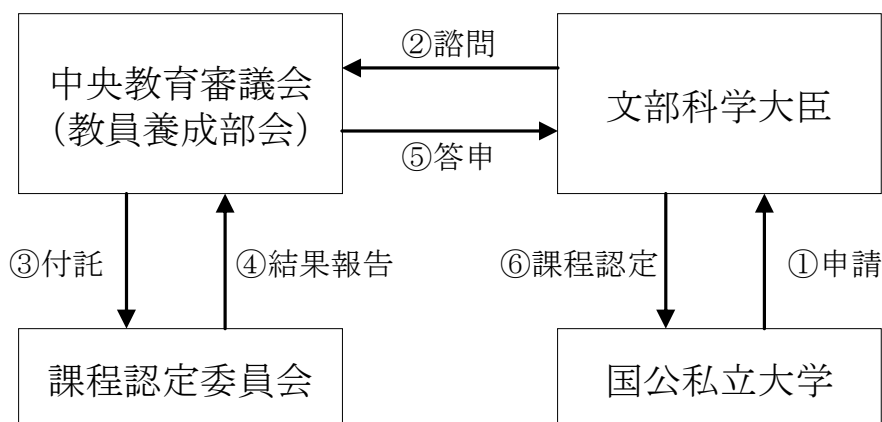 ②諮問
中央教育審議会
（教員養成部会）
文部科学大臣
⑤答申
③付託
④結果報告
⑥課程認定
①申請
課程認定委員会
国公私立大学